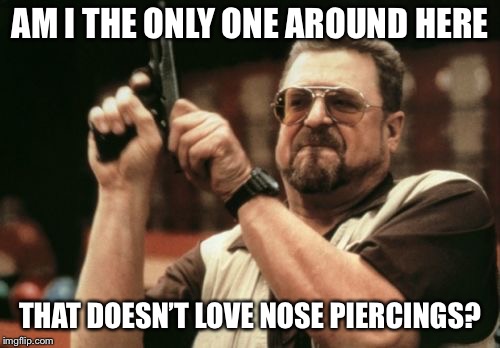 AM I THE ONLY ONE AROUND HERE
THAT DOESN’T LOVE NOSE PIERCINGS?
imgflip.com